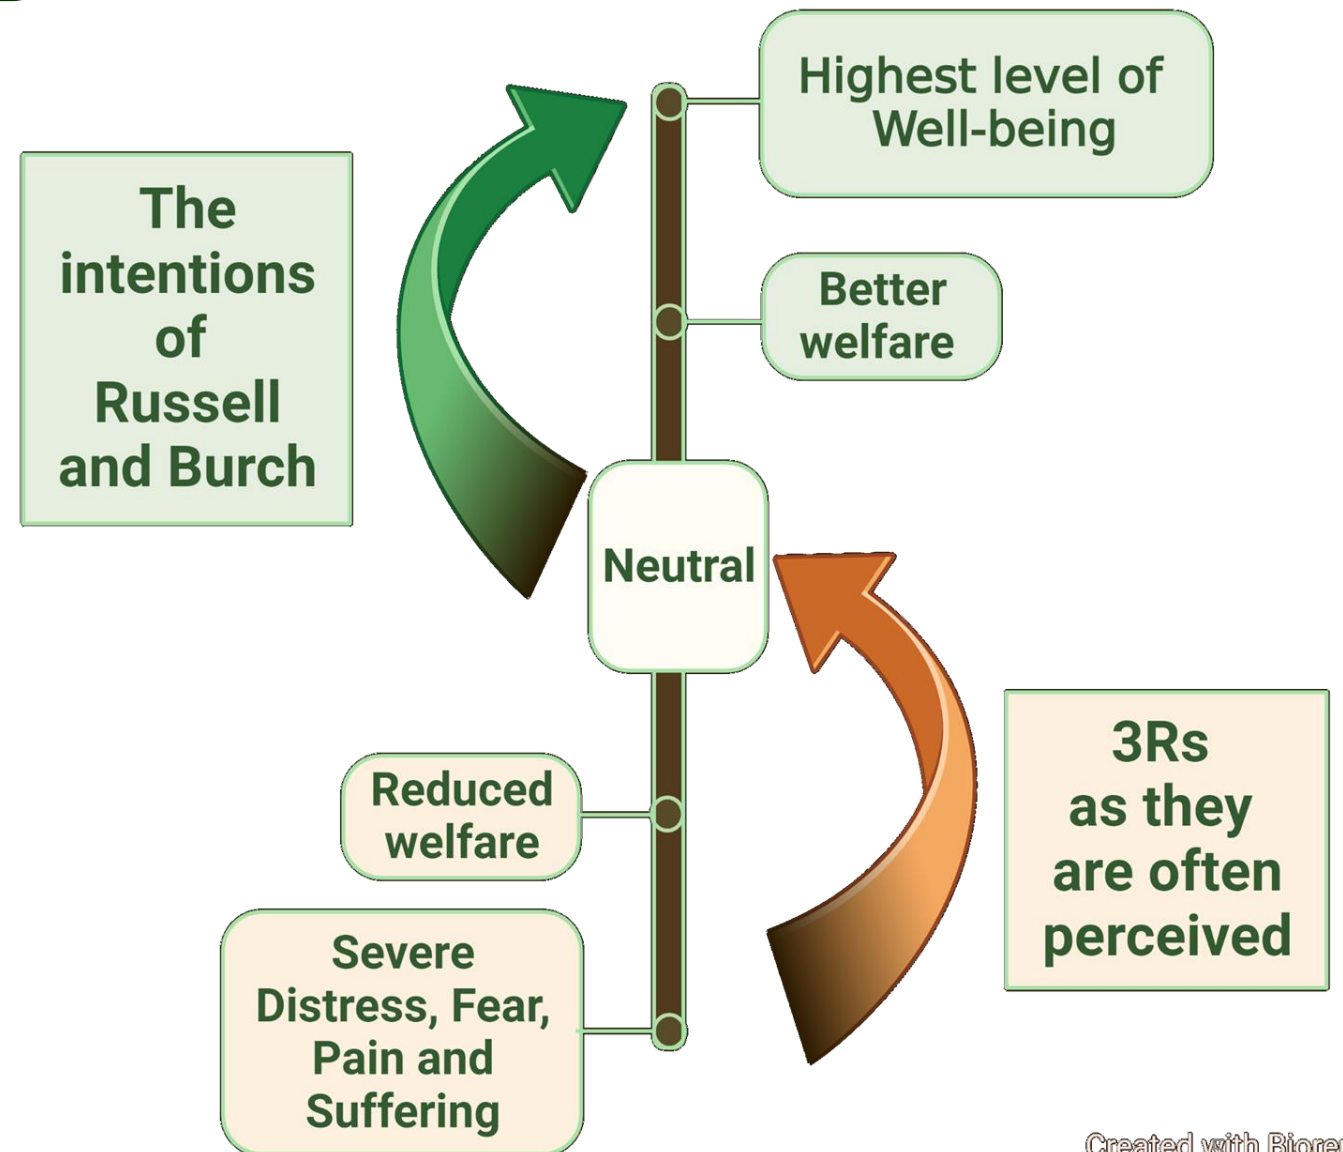 Highest level of
Well-being
The
intentions
of
Russell
and Burch
Better
welfare
Neutral
3Rs
as they
are often
perceived
Reduced
welfare
Severe
Distress, Fear,
Pain and
Suffering
Created with